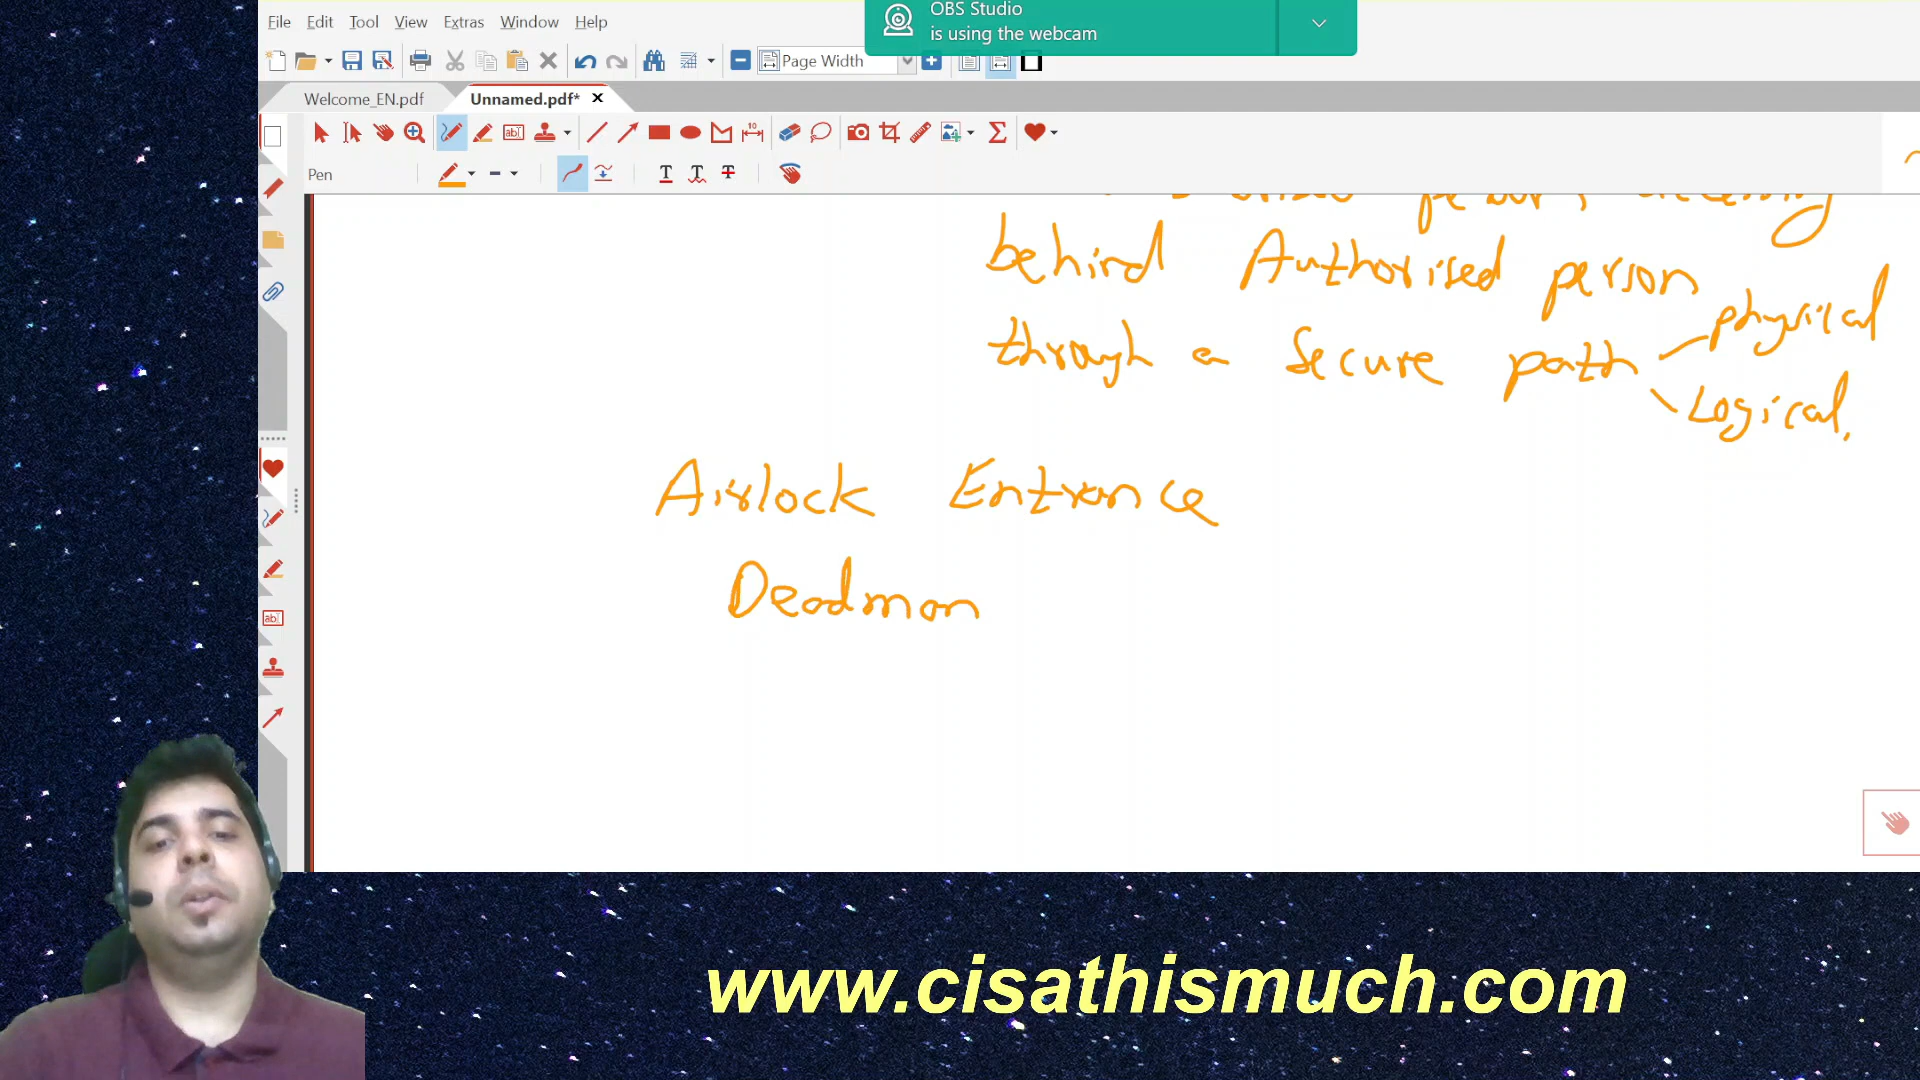 OBS Studio
is using the webcam
File Edit Tool View Extras Window Help
Page Width
Welcome_EN.pdf Unnamed.pdf*
Pen
behind Authorised person
through a secure path physical
Logical.
Airlock Entrance
Deadman
www.cisathismuch.com